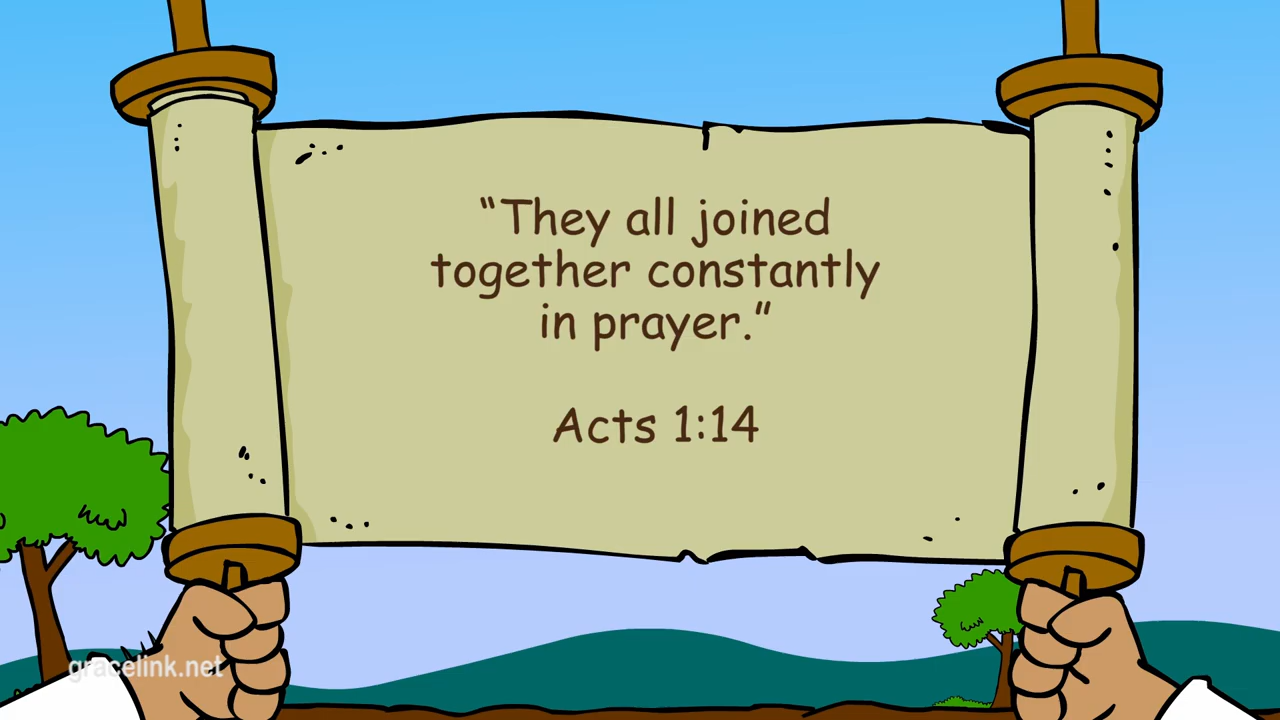 “They all joined
together constantly
in prayer.”
Acts 1:14
gracelink.net